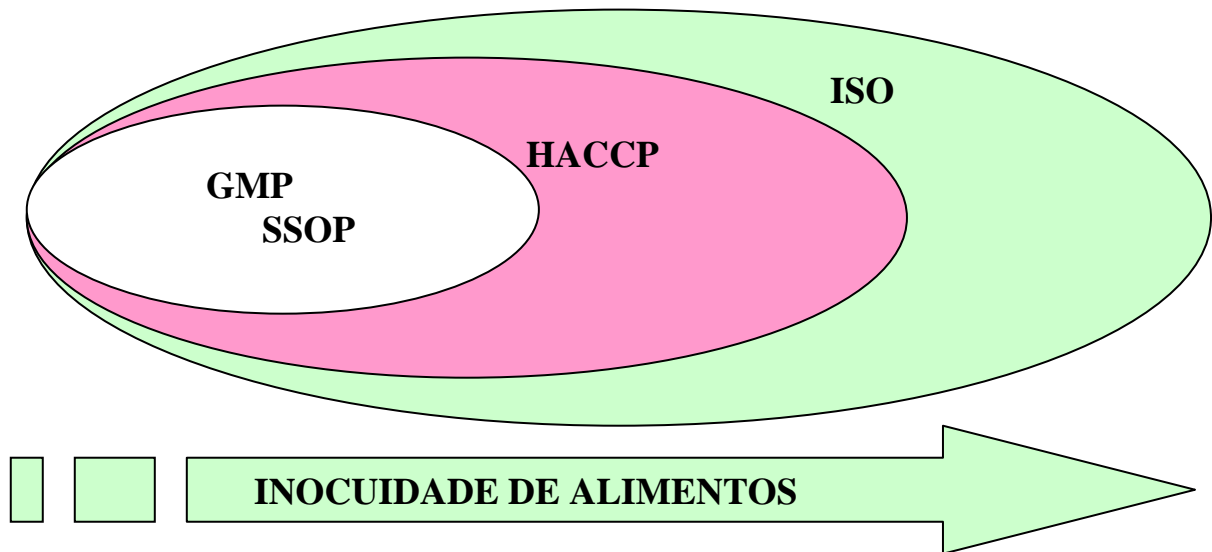 ISO
HACCP
GMP
SSOP
INOCUIDADE DE ALIMENTOS